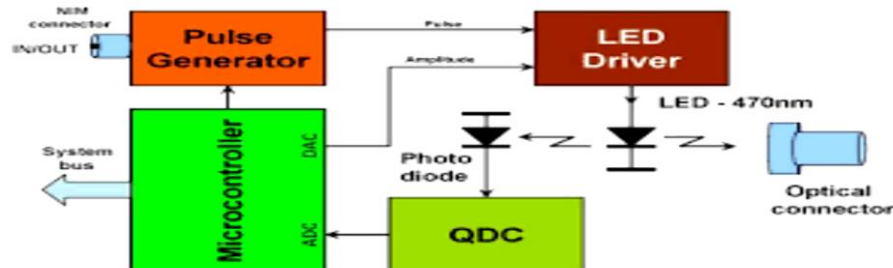 NIM
connector
IN/OUT
Pulse
Generator
Pulse
Amplitude
LED
Driver
LED - 470nm
System
bus
Microcontroller
DAC
ADC
Photo
diode
QDC
Optical
connector